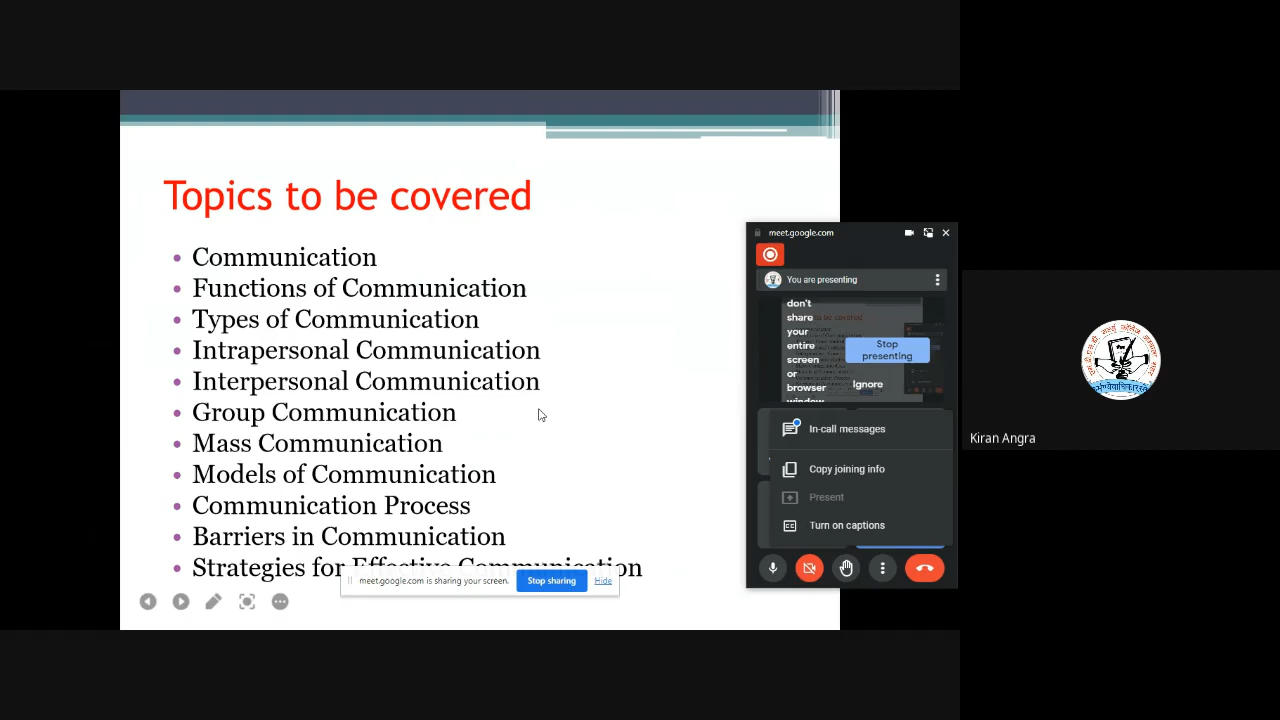 Topics to be covered
• Communication
• Functions of Communication
• Types of Communication
• Intrapersonal Communication
• Interpersonal Communication
• Group Communication
• Mass Communication
• Models of Communication
• Communication Process
• Barriers in Communication
• Strategies for Effective Communication
meet.google.com is sharing your screen.
Stop sharing
Hide
meet.google.com
You are presenting
don't
share
your
entire
screen
or
browser
window
Stop
presenting
Ignore
In-call messages
Copy joining info
Present
Turn on captions
Kiran Angra